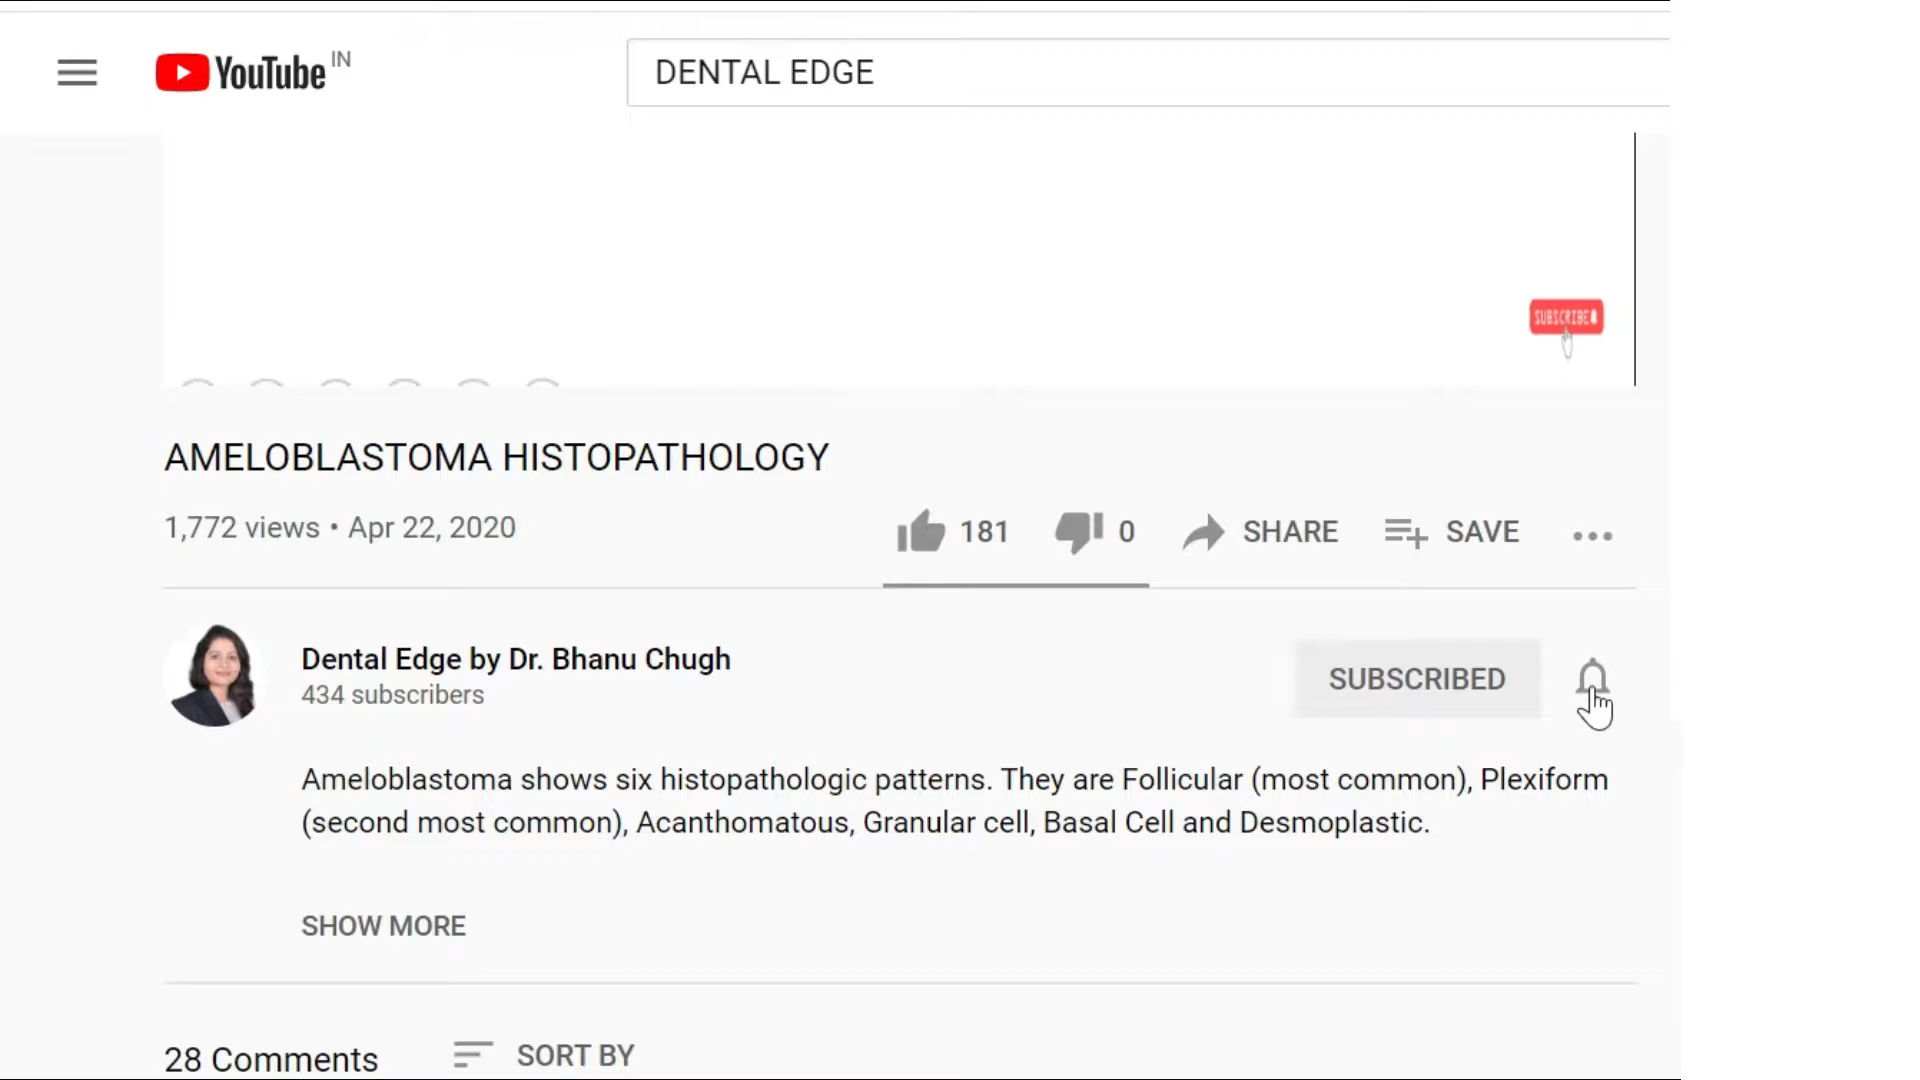 YouTube IN
DENTAL EDGE
SUBSCRIBE
AMELOBLASTOMA HISTOPATHOLOGY
1,772 views • Apr 22, 2020
181 0 SHARE SAVE
Dental Edge by Dr. Bhanu Chugh
434 subscribers
SUBSCRIBED
Ameloblastoma shows six histopathologic patterns. They are Follicular (most common), Plexiform
(second most common), Acanthomatous, Granular cell, Basal Cell and Desmoplastic.
SHOW MORE
28 Comments SORT BY